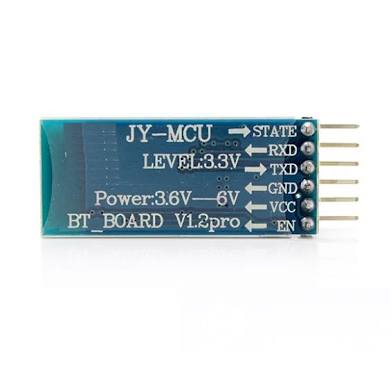 JY-MCU
LEVEL:3.3V
Power:3.6V—6V
BT_BOARD V1.2pro
→STATE
←RXD
→TXD
←GND
←VCC
←EN